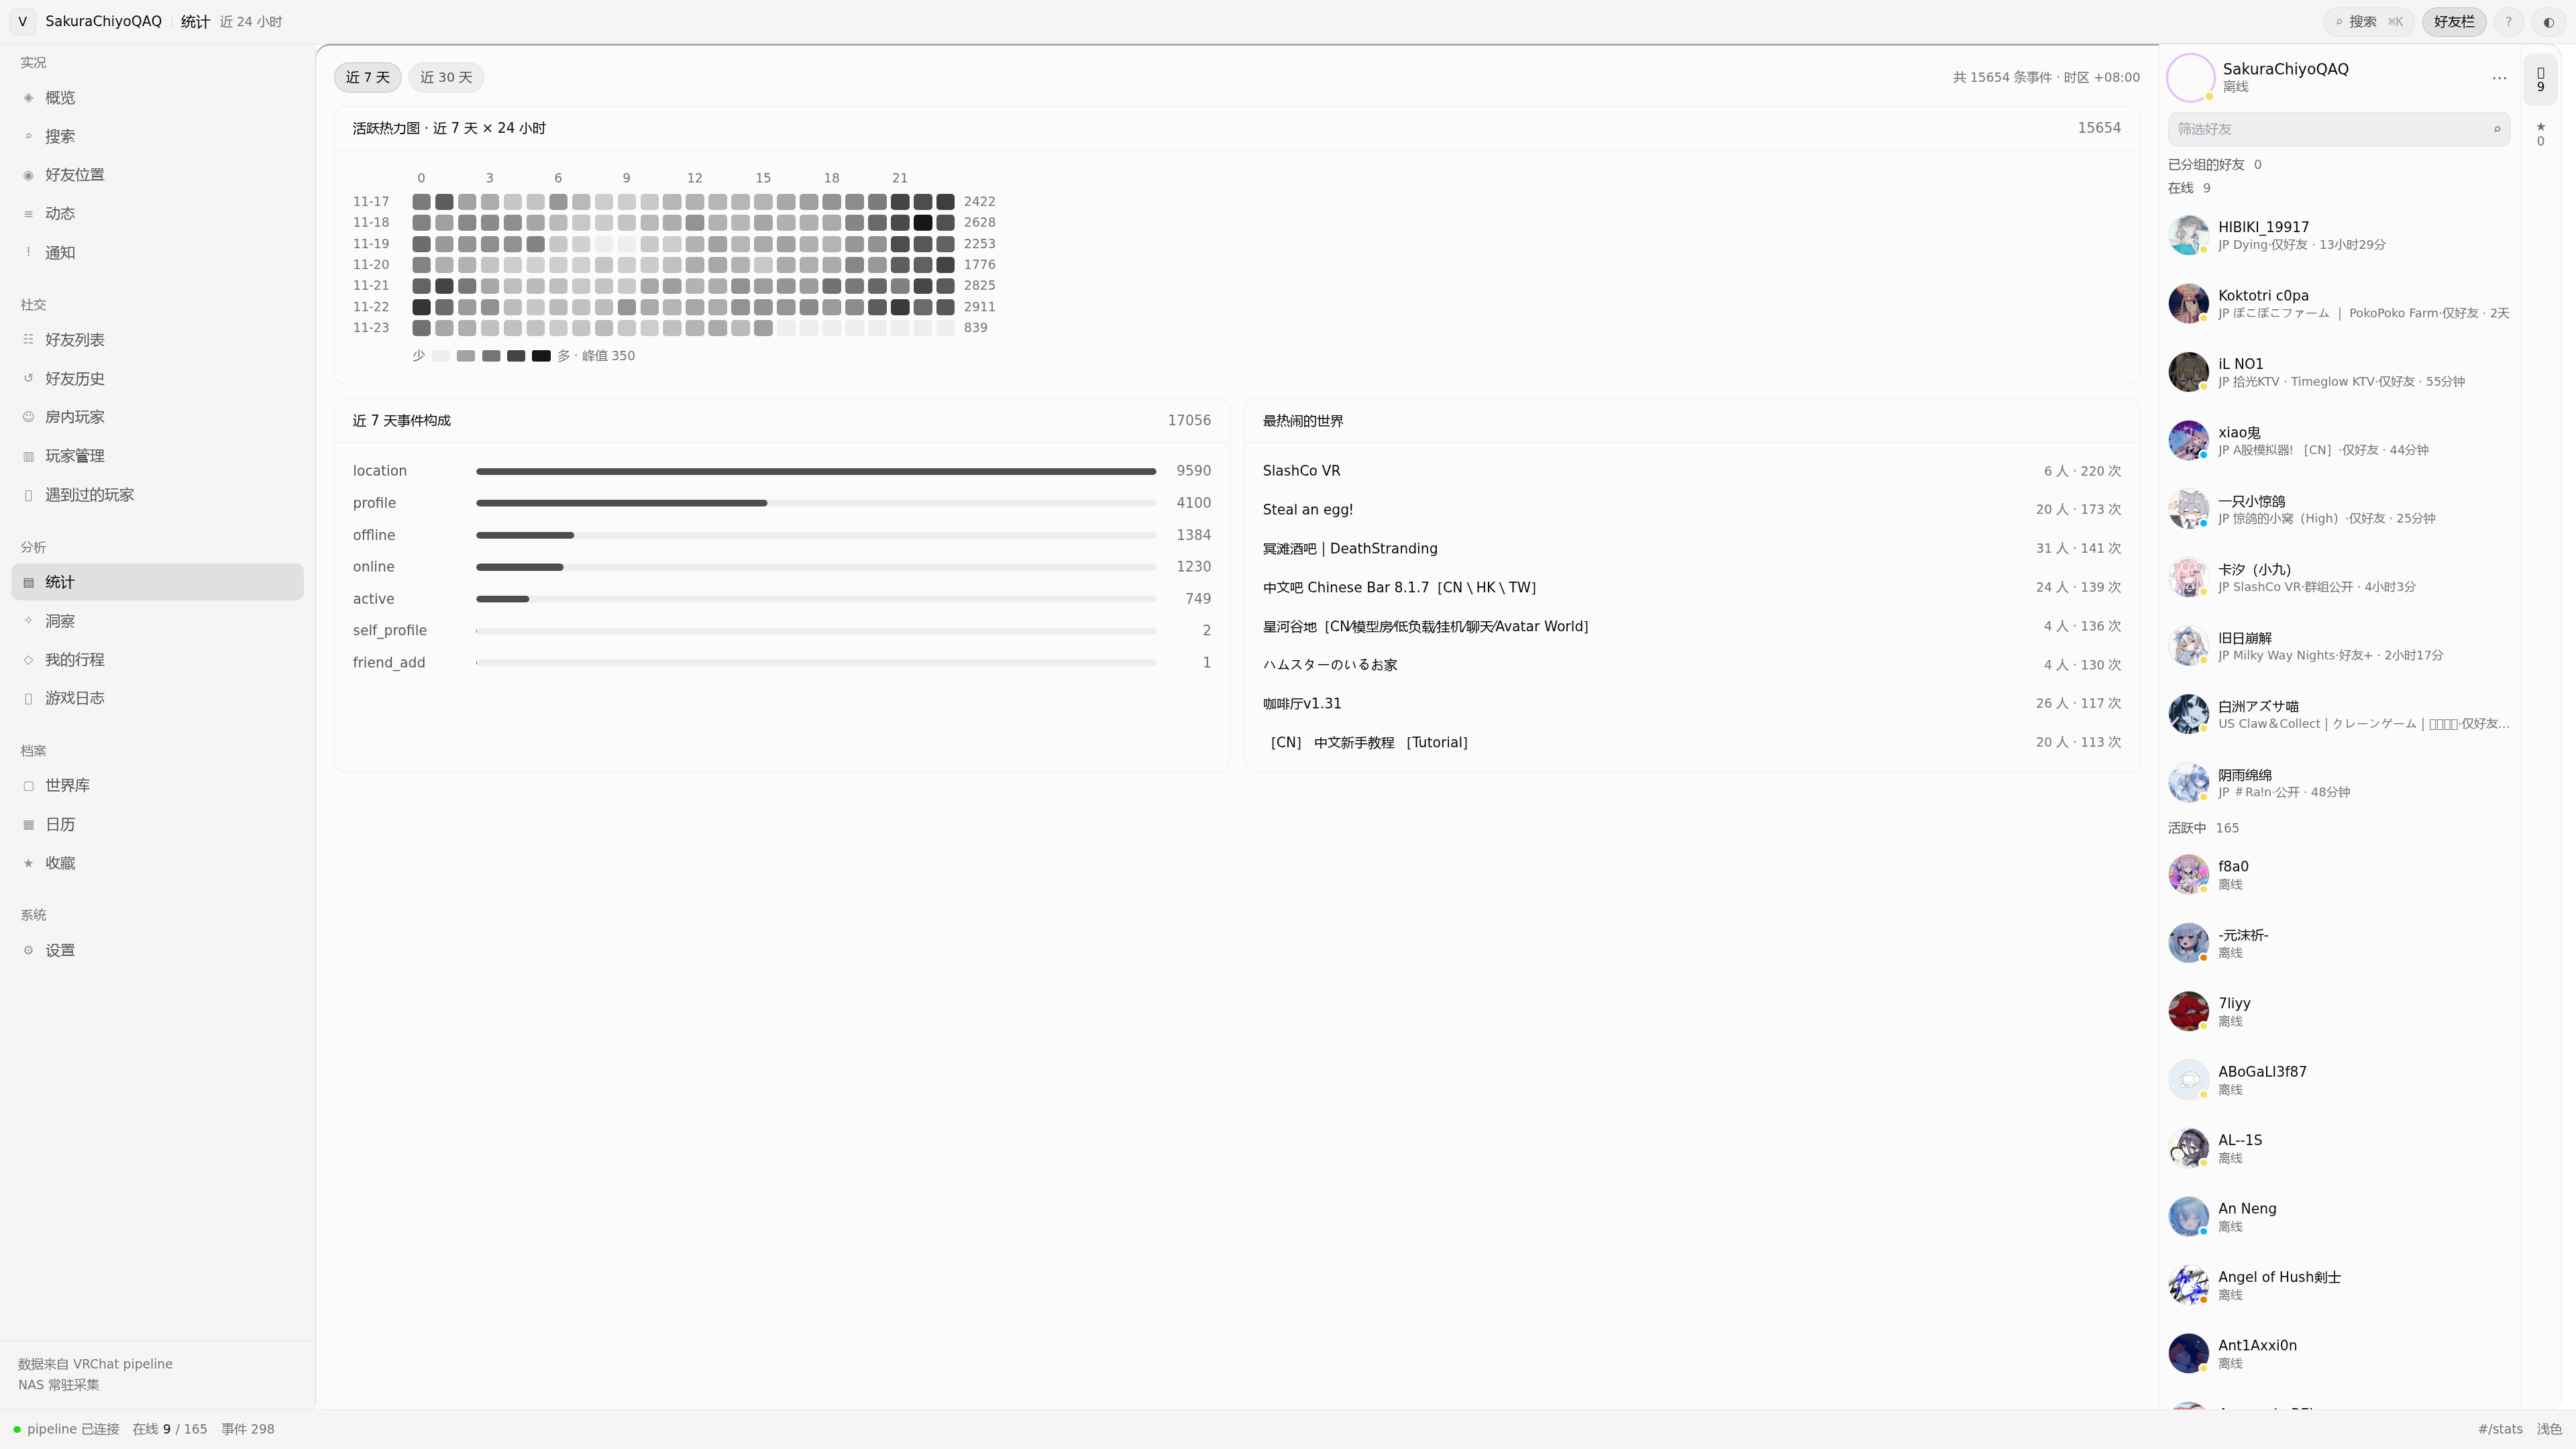 V SakuraChiyoQAQ 统计 近 24 小时
搜索 ⌘K 好友栏 ?
实况
概览
搜索
好友位置
动态
通知
社交
好友列表
好友历史
房内玩家
玩家管理
遇到过的玩家
分析
统计
洞察
我的行程
游戏日志
档案
世界库
日历
收藏
系统
设置
数据来自 VRChat pipeline
NAS 常驻采集
近 7 天 近 30 天
共 15654 条事件 · 时区 +08:00
活跃热力图 · 近 7 天 × 24 小时 15654
0 3 6 9 12 15 18 21
11-17 2422
11-18 2628
11-19 2253
11-20 1776
11-21 2825
11-22 2911
11-23 839
少 多 · 峰值 350
近 7 天事件构成 17056
location 9590
profile 4100
offline 1384
online 1230
active 749
self_profile 2
friend_add 1
最热闹的世界
SlashCo VR 6 人 · 220 次
Steal an egg! 20 人 · 173 次
冥滩酒吧 | DeathStranding 31 人 · 141 次
中文吧 Chinese Bar 8.1.7［CN \ HK \ TW］ 24 人 · 139 次
星河谷地［CN⁄模型房⁄低负载⁄挂机⁄聊天⁄Avatar World］ 4 人 · 136 次
ハムスターのいるお家 4 人 · 130 次
咖啡厅v1.31 26 人 · 117 次
［CN］ 中文新手教程 ［Tutorial］ 20 人 · 113 次
SakuraChiyoQAQ ...
离线
9
★
0
筛选好友
已分组的好友 0
在线 9
HIBIKI_19917
JP Dying·仅好友 · 13小时29分
Koktotri c0pa
JP ぽこぽこファーム ｜ PokoPoko Farm·仅好友 · 2天
iL NO1
JP 拾光KTV · Timeglow KTV·仅好友 · 55分钟
xiao鬼
JP A股模拟器! ［CN］·仅好友 · 44分钟
一只小惊鸽
JP 惊鸽的小窝（High）·仅好友 · 25分钟
卡汐（小九）
JP SlashCo VR·群组公开 · 4小时3分
旧日崩解
JP Milky Way Nights·好友+ · 2小时17分
白洲アズサ喵
US Claw＆Collect | クレーンゲーム | ▯▯▯▯·仅好友…
阴雨绵绵
JP ＃Ra!n·公开 · 48分钟
活跃中 165
f8a0
离线
-元沫祈-
离线
7liyy
离线
ABoGaLI3f87
离线
AL--1S
离线
An Neng
离线
Angel of Hush剣士
离线
Ant1Axxi0n
离线
pipeline 已连接 在线 9 / 165 事件 298
#/stats 浅色